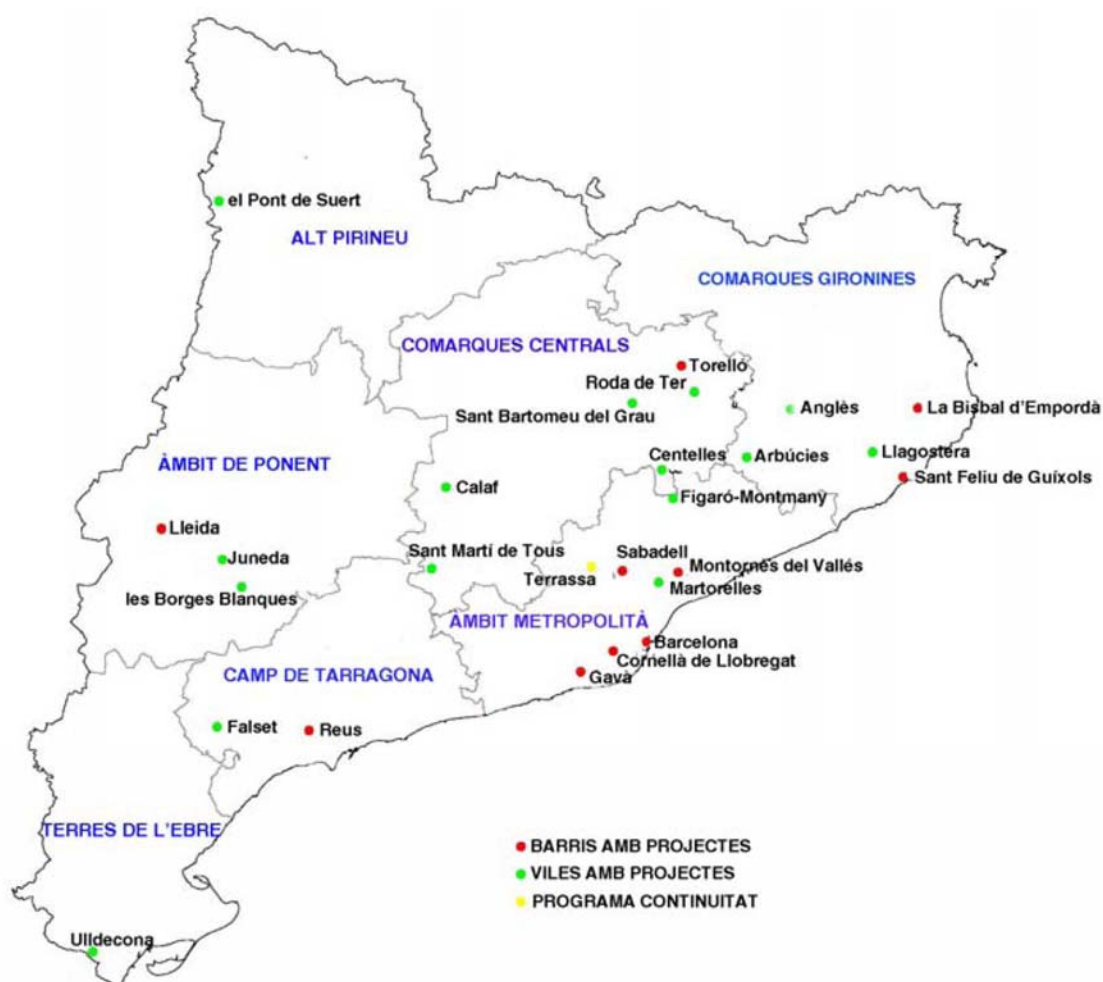 el Pont de Suert
ALT PIRINEU
COMARQUES GIRONINES
COMARQUES CENTRALS
Torelló
Roda de Ter
Sant Bartomeu del Grau
Anglès
La Bisbal d'Empordà
Centelles
Arbúcies
Llagostera
Sant Feliu de Guíxols
ÀMBIT DE PONENT
Calaf
Figaró-Montmany
Lleida
Juneda
les Borges Blanques
Sant Martí de Tous
Sabadell
Terrassa
Montornés del Vallés
Martorelles
ÀMBIT METROPOLITÀ
Barcelona
Cornellà de Llobregat
Gavà
CAMP DE TARRAGONA
Falset
Reus
TERRES DE L'EBRE
BARRIS AMB PROJECTES
VILES AMB PROJECTES
PROGRAMA CONTINUITAT
Ulldecona